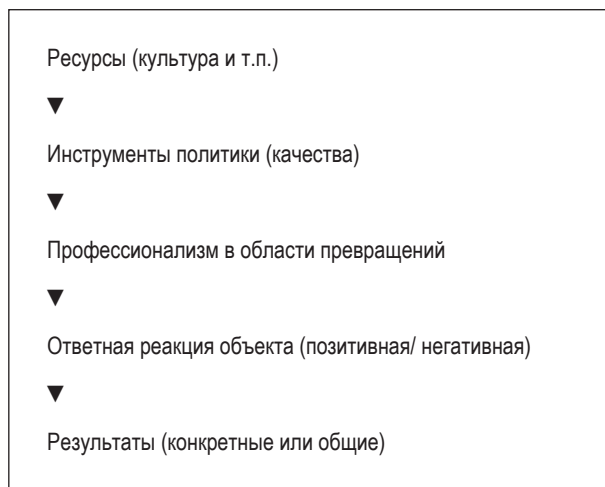 Ресурсы (культура и т.п.)
▼
Инструменты политики (качества)
▼
Профессионализм в области превращений
▼
Ответная реакция объекта (позитивная/ негативная)
▼
Результаты (конкретные или общие)